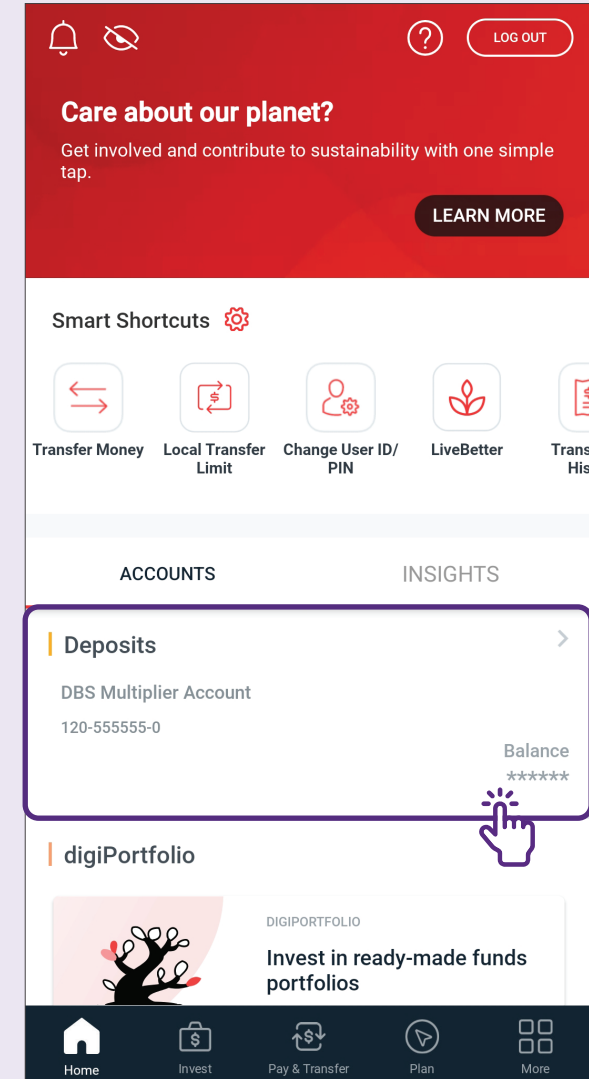 LOG OUT
Care about our planet?
Get involved and contribute to sustainability with one simple
tap.
LEARN MORE
Smart Shortcuts
Transfer Money
Local Transfer
Limit
Change User ID/
PIN
LiveBetter
Trans
His
ACCOUNTS
INSIGHTS
Deposits
DBS Multiplier Account
120-555555-0
Balance
******
digiPortfolio
DIGIPORTFOLIO
Invest in ready-made funds
portfolios
Home
Invest
Pay & Transfer
Plan
More